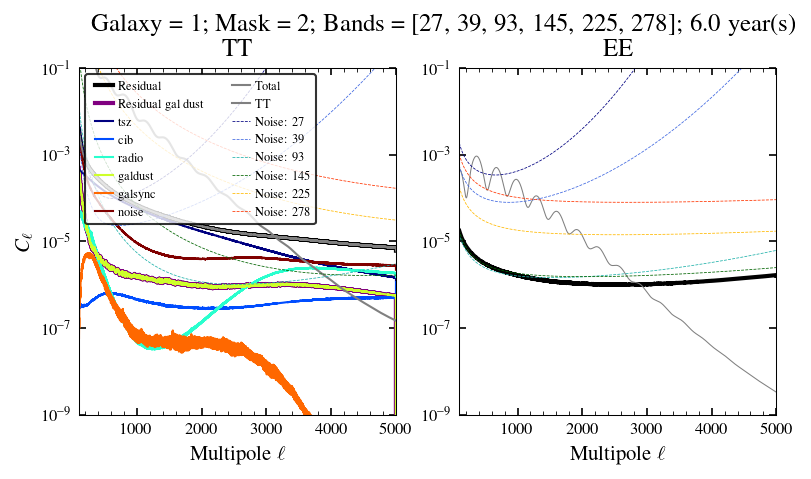 Galaxy = 1; Mask = 2; Bands = [27, 39, 93, 145, 225, 278]; 6.0 year(s)
TT
EE
10⁻¹
10⁻³
10⁻⁵
10⁻⁷
10⁻⁹
C_ℓ
Residual
Residual gal dust
tsz
cib
radio
galdust
galsync
noise
Total
TT
Noise: 27
Noise: 39
Noise: 93
Noise: 145
Noise: 225
Noise: 278
1000 2000 3000 4000 5000
Multipole ℓ
10⁻¹
10⁻³
10⁻⁵
10⁻⁷
10⁻⁹
1000 2000 3000 4000 5000
Multipole ℓ